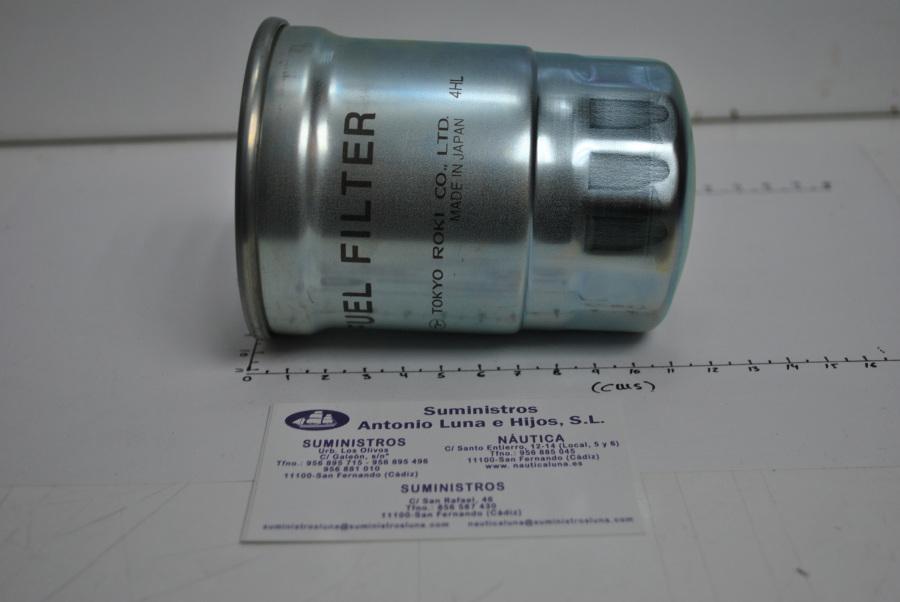 FUEL FILTER
TOKYO ROKI CO., LTD. 4HL
MADE IN JAPAN
0 1 2 3 4 5 6 7 8 9 10 11 12 13 14 15 16
(cms)
Suministros
Antonio Luna e Hijos, S.L.
SUMINISTROS
Urb. Los Olivos
C/ Galeón, s/nº
Tfno.: 956 895 715 - 956 895 496
956 881 010
11100-San Fernando (Cádiz)
NÁUTICA
C/ Santo Entierro, 12-14 (Local, 5 y 6)
Tfno.: 956 885 045
11100-San Fernando (Cádiz)
www.nauticaluna.es
SUMINISTROS
C/ San Rafael, 46
Tfno.: 856 587 430
11100-San Fernando (Cádiz)
suministrosluna@suministrosluna.com nauticaluna@suministrosluna.com